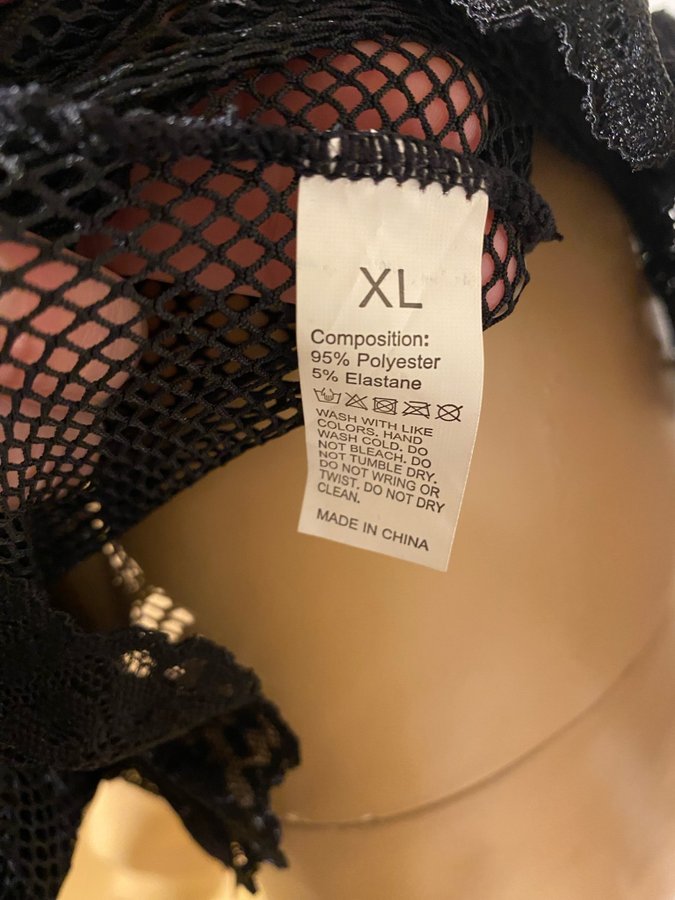 XL
Composition:
95% Polyester
5% Elastane
WASH WITH LIKE
COLORS. HAND
WASH COLD. DO
NOT BLEACH. DO
NOT TUMBLE DRY.
DO NOT WRING OR
TWIST. DO NOT DRY
CLEAN.
MADE IN CHINA